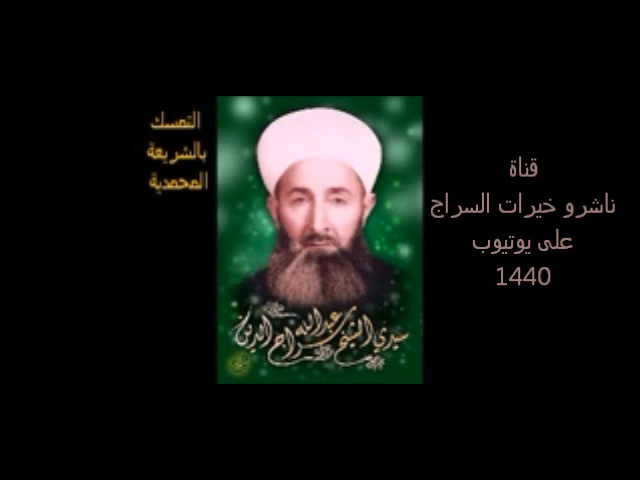 التمسك
بالشريعة
المحمدية
قناة
ناشرو خيرات السراج
على يوتيوب
1440
سيدي الشيخ عبدالله سراج الدين